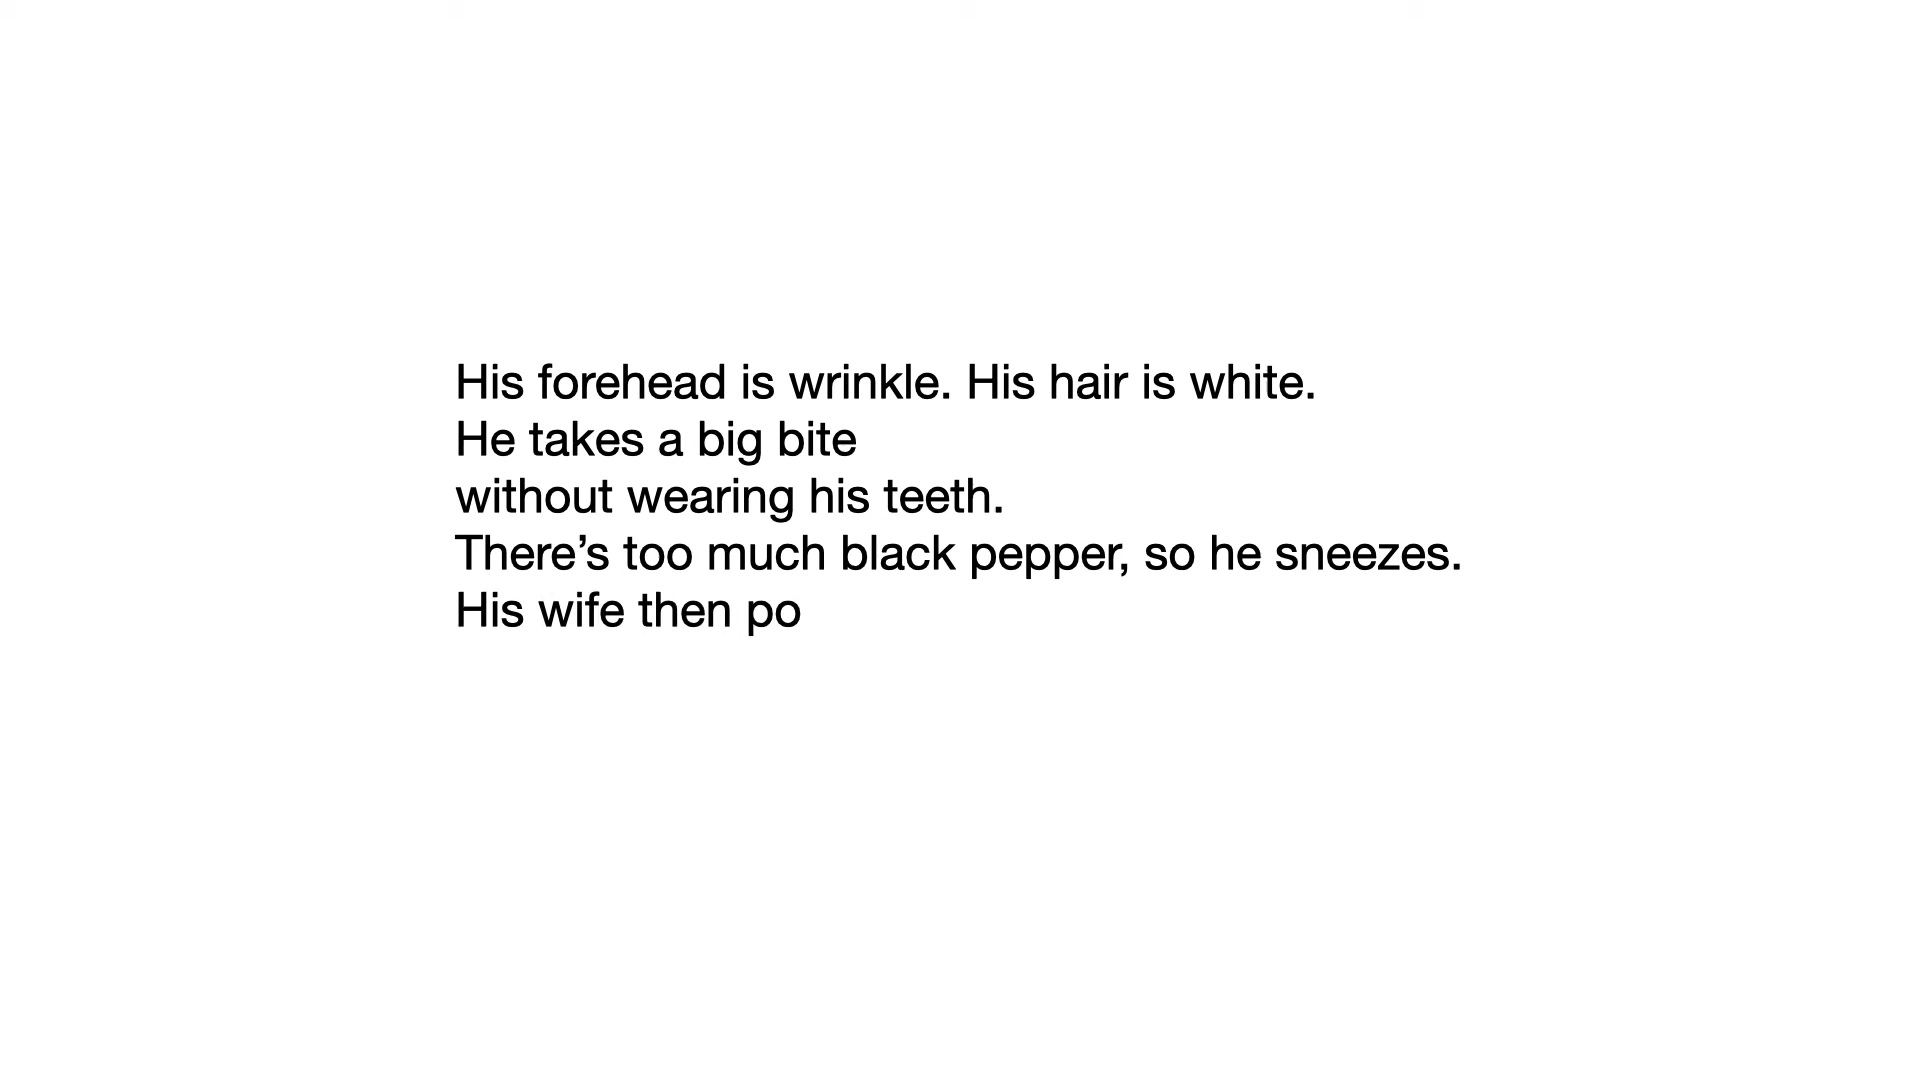 His forehead is wrinkle. His hair is white.
He takes a big bite
without wearing his teeth.
There’s too much black pepper, so he sneezes.
His wife then po